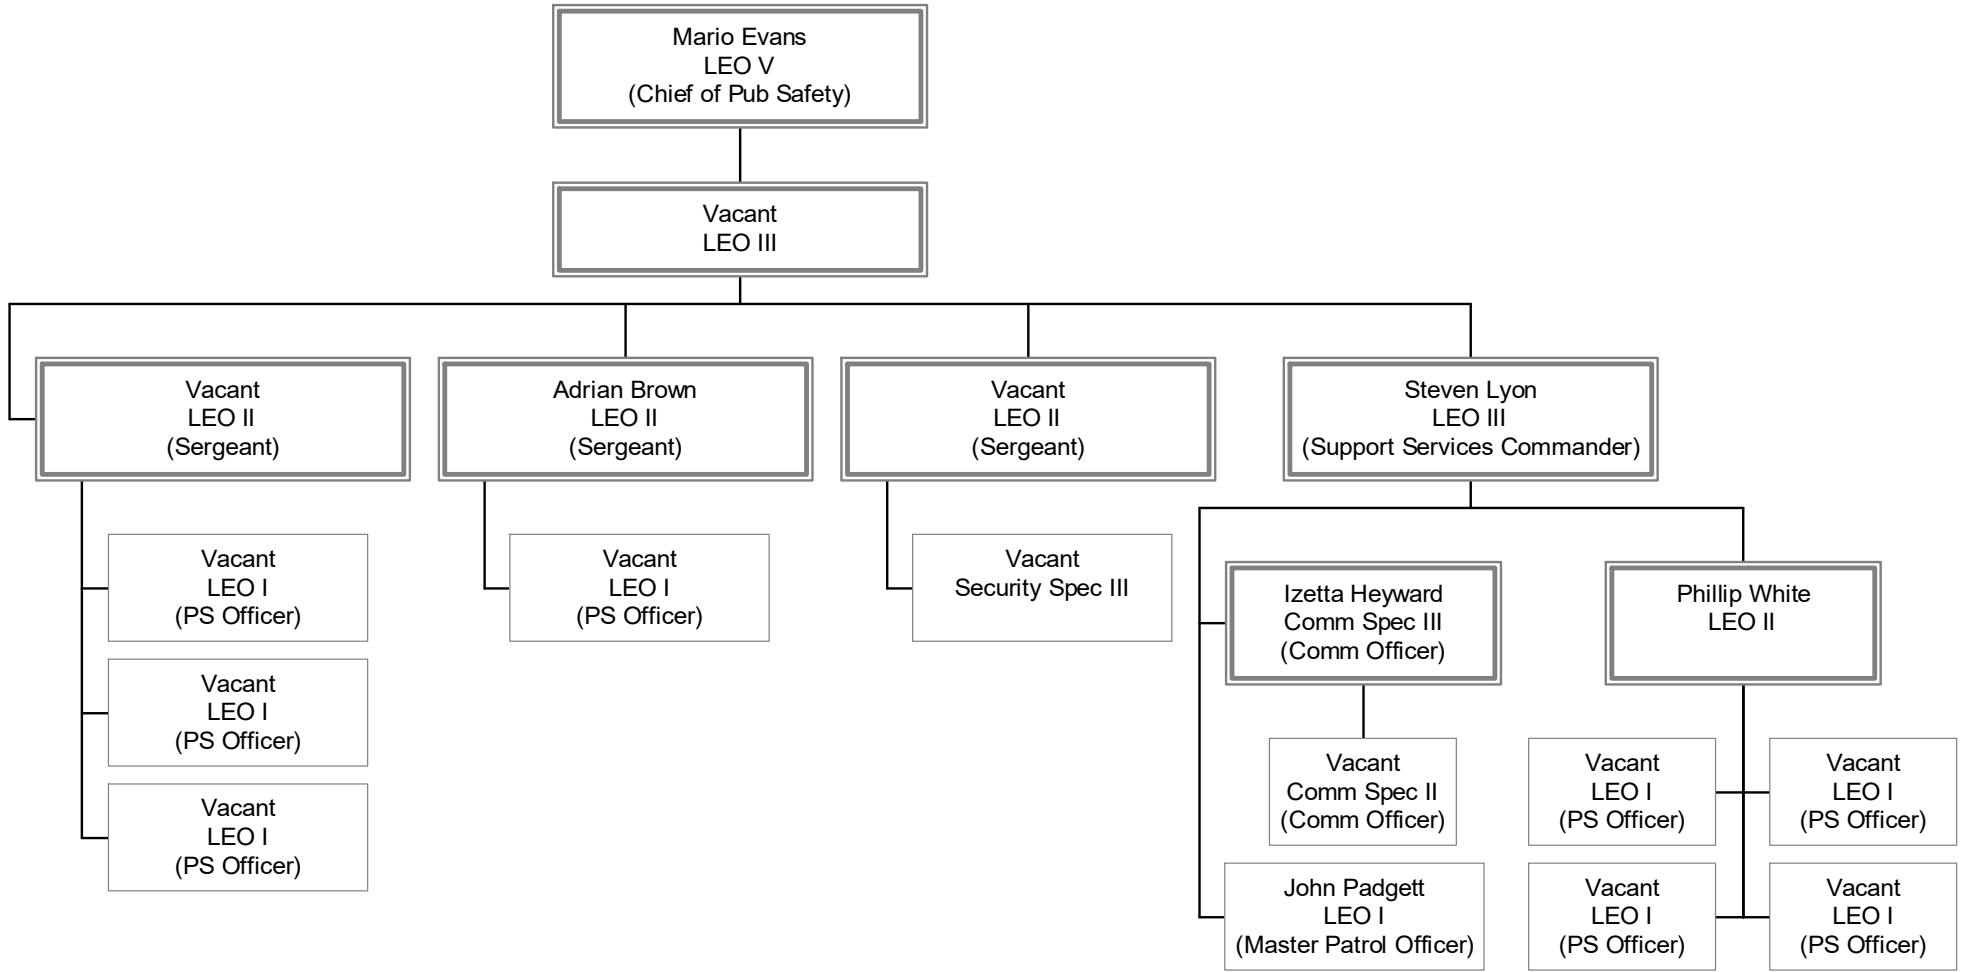 Mario Evans
LEO V
(Chief of Pub Safety)
Vacant
LEO III
Vacant
LEO II
(Sergeant)
Adrian Brown
LEO II
(Sergeant)
Vacant
LEO II
(Sergeant)
Steven Lyon
LEO III
(Support Services Commander)
Vacant
LEO I
(PS Officer)
Vacant
LEO I
(PS Officer)
Vacant
LEO I
(PS Officer)
Vacant
LEO I
(PS Officer)
Vacant
Security Spec III
Izetta Heyward
Comm Spec III
(Comm Officer)
Vacant
Comm Spec II
(Comm Officer)
John Padgett
LEO I
(Master Patrol Officer)
Phillip White
LEO II
Vacant
LEO I
(PS Officer)
Vacant
LEO I
(PS Officer)
Vacant
LEO I
(PS Officer)
Vacant
LEO I
(PS Officer)